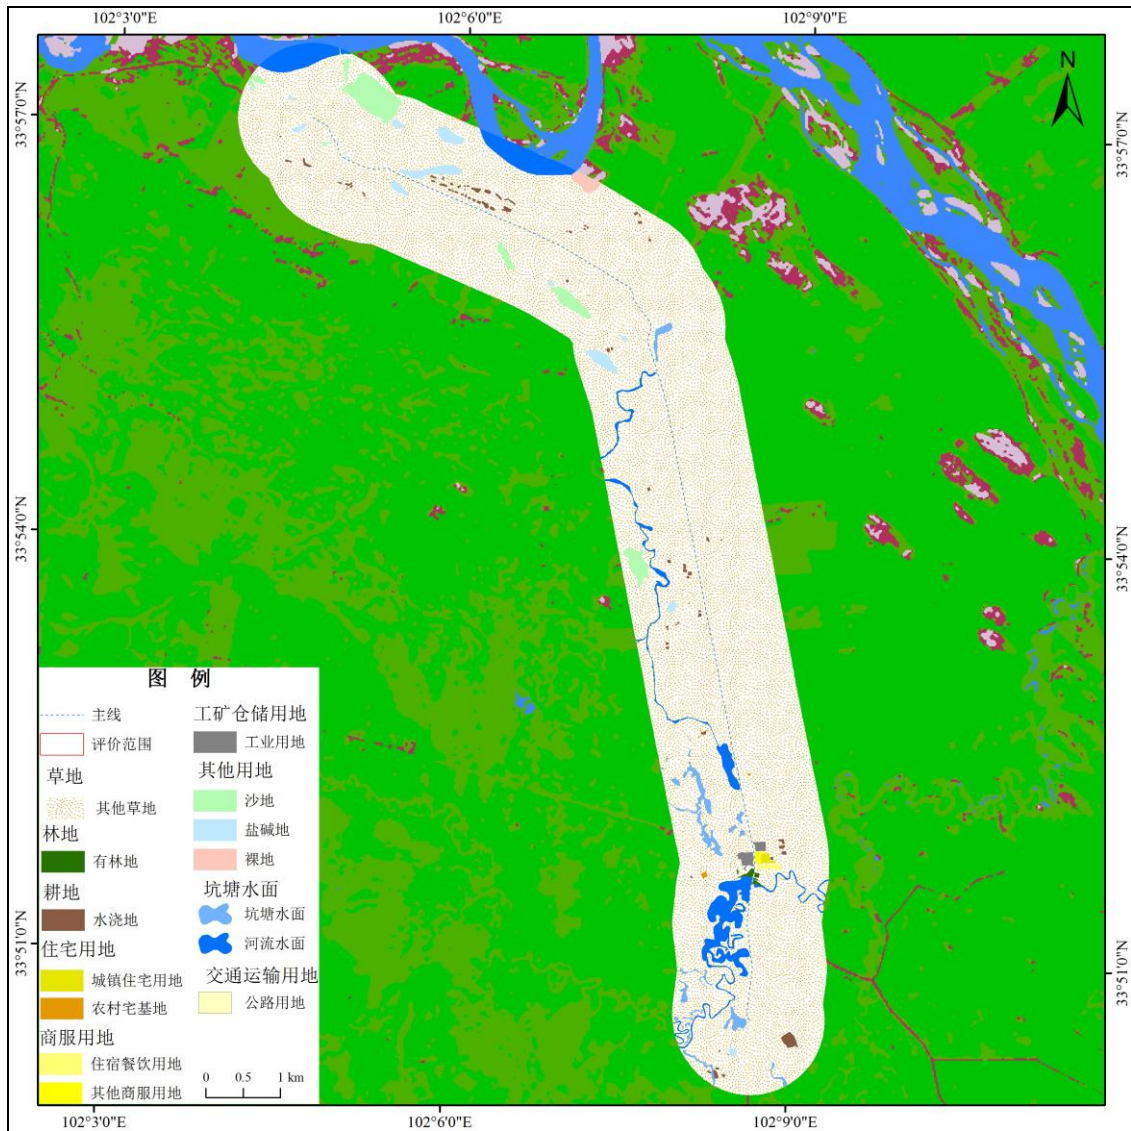 102°3'0"E
102°6'0"E
102°9'0"E
N
33°57'0"N
33°57'0"N
33°54'0"N
33°54'0"N
33°51'0"N
33°51'0"N
图 例
主线
评价范围
草地
其他草地
林地
有林地
耕地
水浇地
住宅用地
城镇住宅用地
农村宅基地
商服用地
住宿餐饮用地
其他商服用地
工矿仓储用地
工业用地
其他用地
沙地
盐碱地
裸地
坑塘水面
坑塘水面
河流水面
交通运输用地
公路用地
0 0.5 1 km
102°3'0"E
102°6'0"E
102°9'0"E